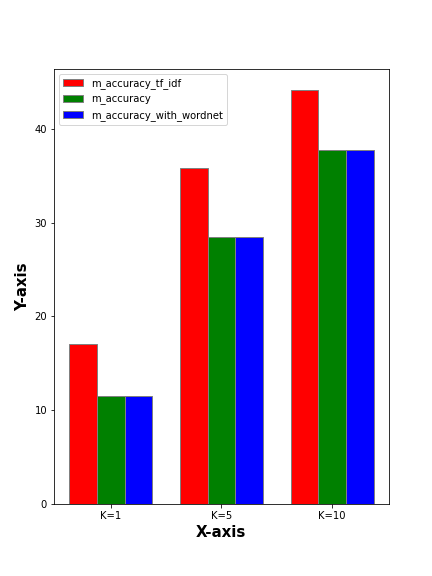 m_accuracy_tf_idf
m_accuracy
m_accuracy_with_wordnet
40
30
20
10
0
Y-axis
K=1 K=5 K=10
X-axis